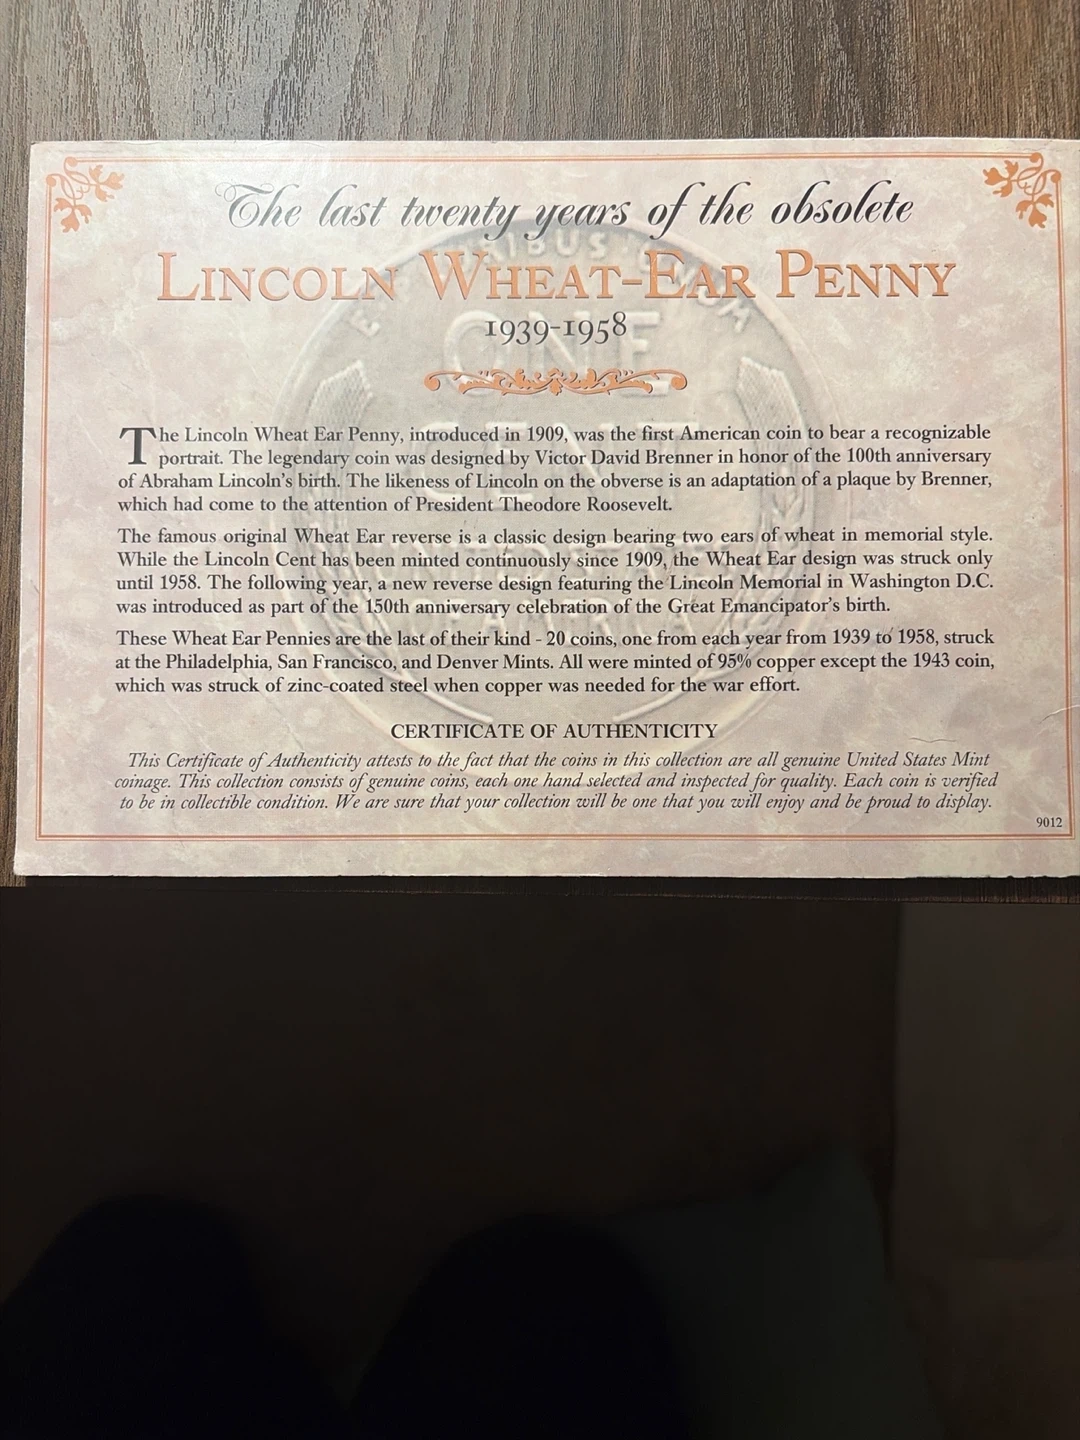 The last twenty years of the obsolete
LINCOLN WHEAT-EAR PENNY
1939-1958
The Lincoln Wheat Ear Penny, introduced in 1909, was the first American coin to bear a recognizable
portrait. The legendary coin was designed by Victor David Brenner in honor of the 100th anniversary
of Abraham Lincoln's birth. The likeness of Lincoln on the obverse is an adaptation of a plaque by Brenner,
which had come to the attention of President Theodore Roosevelt.
The famous original Wheat Ear reverse is a classic design bearing two ears of wheat in memorial style.
While the Lincoln Cent has been minted continuously since 1909, the Wheat Ear design was struck only
until 1958. The following year, a new reverse design featuring the Lincoln Memorial in Washington D.C.
was introduced as part of the 150th anniversary celebration of the Great Emancipator's birth.
These Wheat Ear Pennies are the last of their kind - 20 coins, one from each year from 1939 to 1958, struck
at the Philadelphia, San Francisco, and Denver Mints. All were minted of 95% copper except the 1943 coin,
which was struck of zinc-coated steel when copper was needed for the war effort.
CERTIFICATE OF AUTHENTICITY
This Certificate of Authenticity attests to the fact that the coins in this collection are all genuine United States Mint
coinage. This collection consists of genuine coins, each one hand selected and inspected for quality. Each coin is verified
to be in collectible condition. We are sure that your collection will be one that you will enjoy and be proud to display.
9012
ONE
CENT